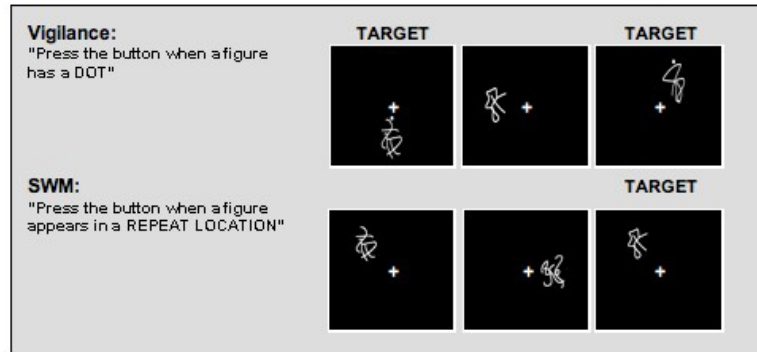 Vigilance:
"Press the button when a figure
has a DOT"
TARGET
TARGET
SWM:
"Press the button when a figure
appears in a REPEAT LOCATION"
TARGET